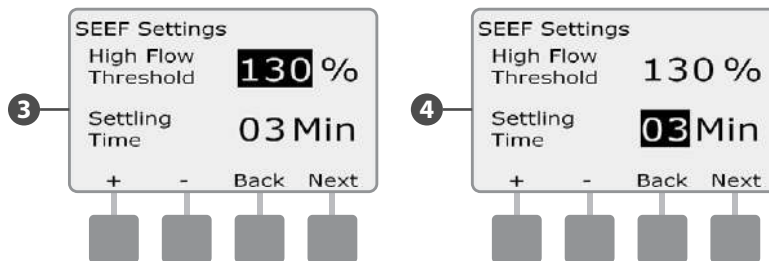 3
SEEF Settings
High Flow
Threshold
130 %
Settling
Time
03 Min
+ - Back Next
4
SEEF Settings
High Flow
Threshold
130 %
Settling
Time
03 Min
+ - Back Next